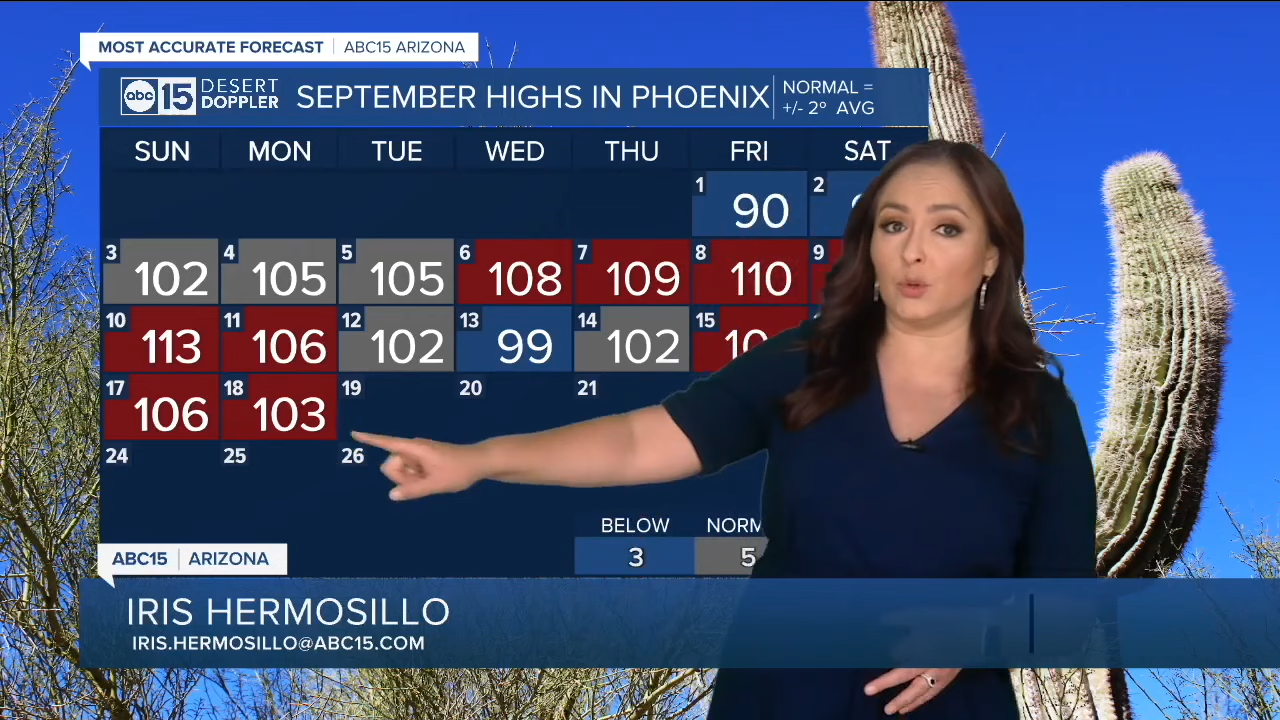 MOST ACCURATE FORECAST | ABC15 ARIZONA
abc 15 DESERT DOPPLER SEPTEMBER HIGHS IN PHOENIX NORMAL = +/- 2° AVG
SUN MON TUE WED THU FRI SAT
1 90 2
3 102 4 105 5 105 6 108 7 109 8 110 9
10 113 11 106 12 102 13 99 14 102 15
17 106 18 103 19 20 21
24 25 26
BELOW
3 5
ABC15 | ARIZONA
IRIS HERMOSILLO
IRIS.HERMOSILLO@ABC15.COM